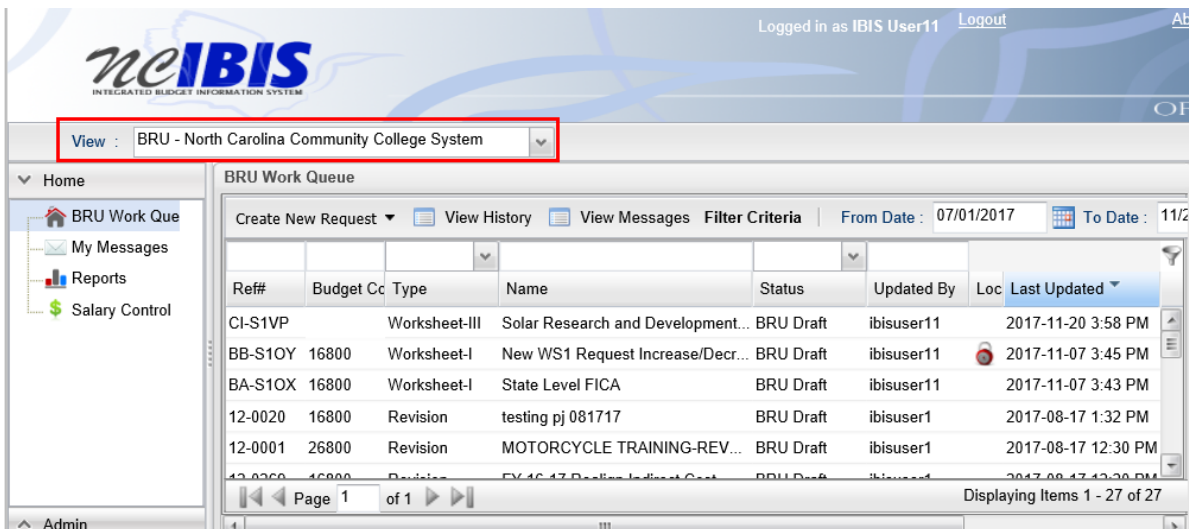 Logged in as IBIS User11 Logout
ncIBIS
INTEGRATED BUDGET INFORMATION SYSTEM
View : BRU - North Carolina Community College System
Home
BRU Work Que
My Messages
Reports
Salary Control
Admin
BRU Work Queue
Create New Request View History View Messages Filter Criteria From Date : 07/01/2017 To Date : 11/2
Ref# Budget Co Type Name Status Updated By Loc Last Updated
CI-S1VP Worksheet-III Solar Research and Development... BRU Draft ibisuser11 2017-11-20 3:58 PM
BB-S1OY 16800 Worksheet-I New WS1 Request Increase/Decr... BRU Draft ibisuser11 2017-11-07 3:45 PM
BA-S1OX 16800 Worksheet-I State Level FICA BRU Draft ibisuser11 2017-11-07 3:43 PM
12-0020 16800 Revision testing pj 081717 BRU Draft ibisuser1 2017-08-17 1:32 PM
12-0001 26800 Revision MOTORCYCLE TRAINING-REV... BRU Draft ibisuser1 2017-08-17 12:30 PM
Page 1 of 1 Displaying Items 1 - 27 of 27